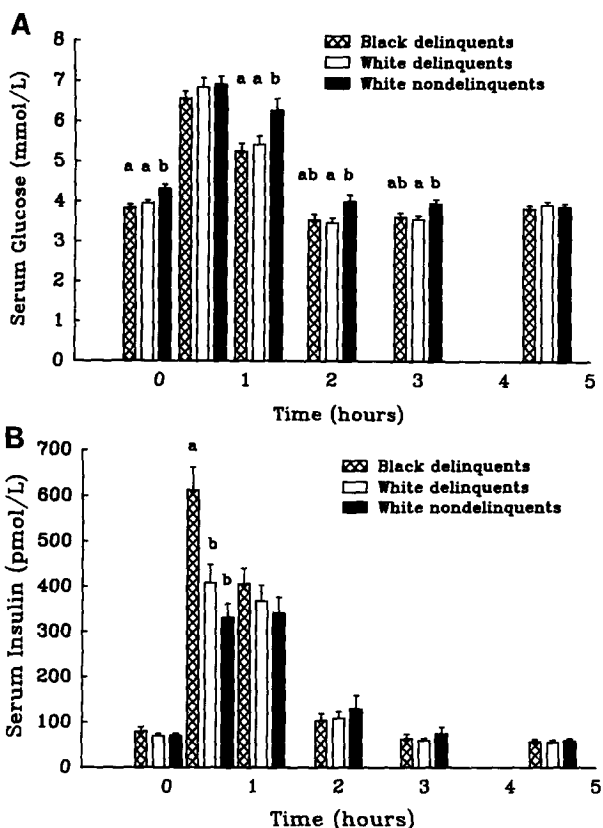 A
Black delinquents
White delinquents
White nondelinquents
Serum Glucose (mmol/L)
8
7
6
5
4
3
2
1
0
a a b
a a b
ab a b
ab a b
0 1 2 3 4 5
Time (hours)
B
Black delinquents
White delinquents
White nondelinquents
Serum Insulin (pmol/L)
700
600
500
400
300
200
100
0
a
b
b
0 1 2 3 4 5
Time (hours)